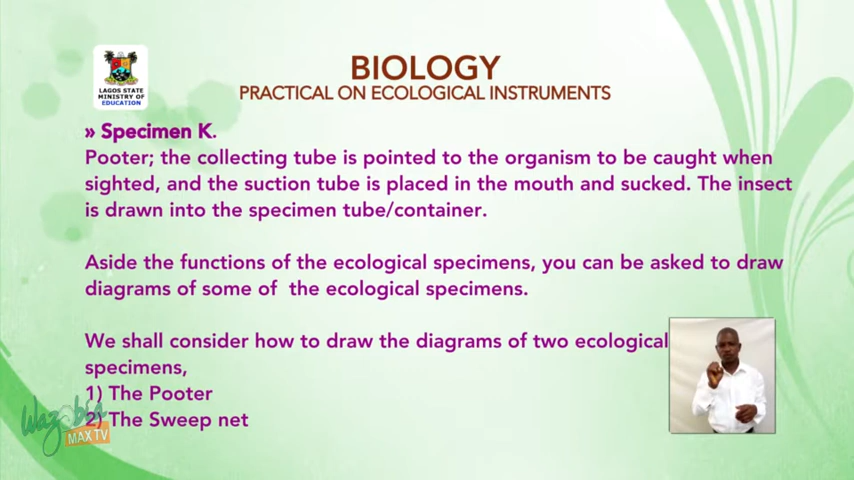 LAGOS STATE
MINISTRY OF
EDUCATION
BIOLOGY
PRACTICAL ON ECOLOGICAL INSTRUMENTS
» Specimen K.
Pooter; the collecting tube is pointed to the organism to be caught when
sighted, and the suction tube is placed in the mouth and sucked. The insect
is drawn into the specimen tube/container.
Aside the functions of the ecological specimens, you can be asked to draw
diagrams of some of the ecological specimens.
We shall consider how to draw the diagrams of two ecological
specimens,
1) The Pooter
2) The Sweep net
Wazobia
MAX TV